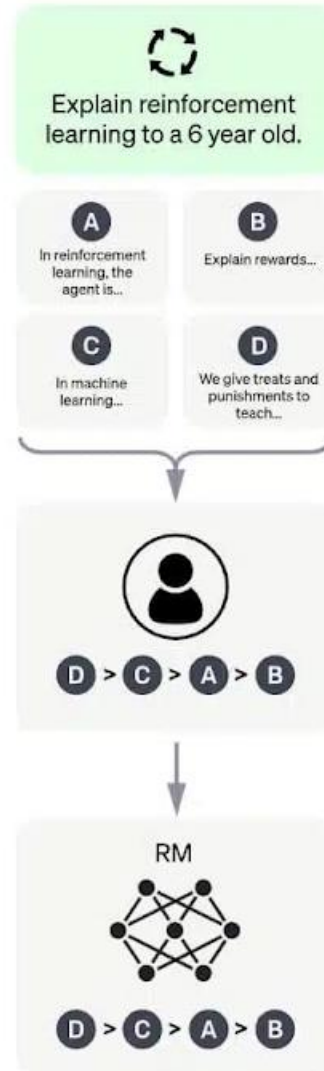 Explain reinforcement
learning to a 6 year old.
A
In reinforcement
learning, the
agent is...
B
Explain rewards...
C
In machine
learning...
D
We give treats and
punishments to
teach...
D > C > A > B
RM
D > C > A > B